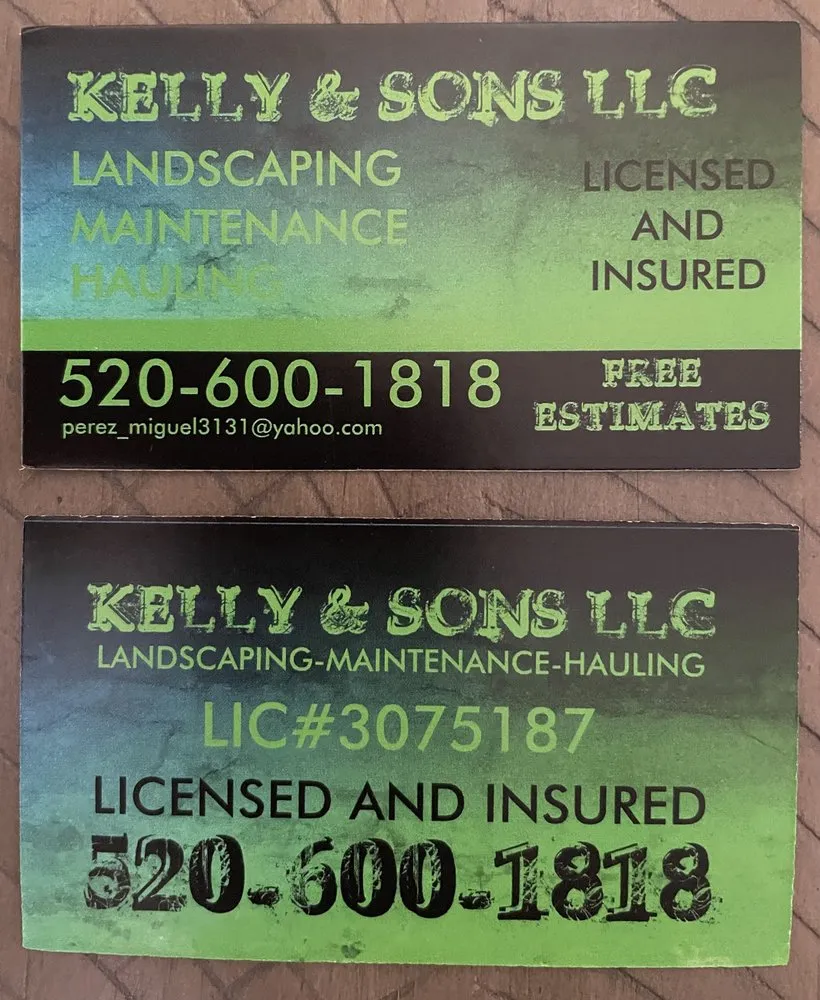 KELLY & SONS LLC
LANDSCAPING
MAINTENANCE
HAULING
LICENSED
AND
INSURED
520-600-1818
perez_miguel3131@yahoo.com
FREE
ESTIMATES
KELLY & SONS LLC
LANDSCAPING-MAINTENANCE-HAULING
LIC#3075187
LICENSED AND INSURED
520-600-1818